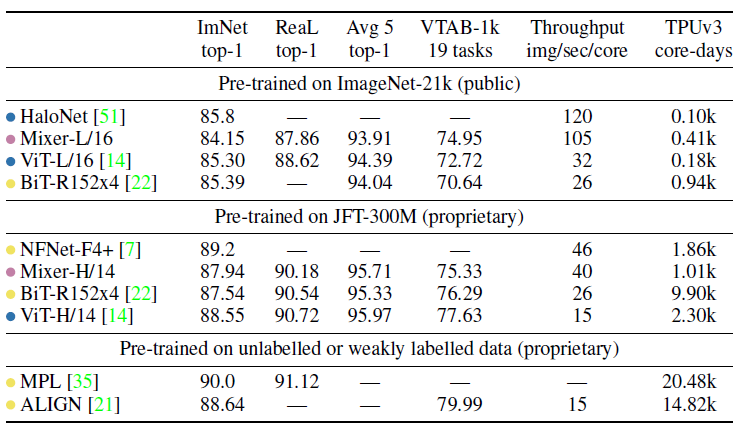 ImNet ReaL Avg 5 VTAB-1k Throughput TPUv3
top-1 top-1 top-1 19 tasks img/sec/core core-days
Pre-trained on ImageNet-21k (public)
HaloNet [51] 85.8 — — — 120 0.10k
Mixer-L/16 84.15 87.86 93.91 74.95 105 0.41k
ViT-L/16 [14] 85.30 88.62 94.39 72.72 32 0.18k
BiT-R152x4 [22] 85.39 — 94.04 70.64 26 0.94k
Pre-trained on JFT-300M (proprietary)
NFNet-F4+ [7] 89.2 — — — 46 1.86k
Mixer-H/14 87.94 90.18 95.71 75.33 40 1.01k
BiT-R152x4 [22] 87.54 90.54 95.33 76.29 26 9.90k
ViT-H/14 [14] 88.55 90.72 95.97 77.63 15 2.30k
Pre-trained on unlabelled or weakly labelled data (proprietary)
MPL [35] 90.0 91.12 — — — 20.48k
ALIGN [21] 88.64 — — 79.99 15 14.82k